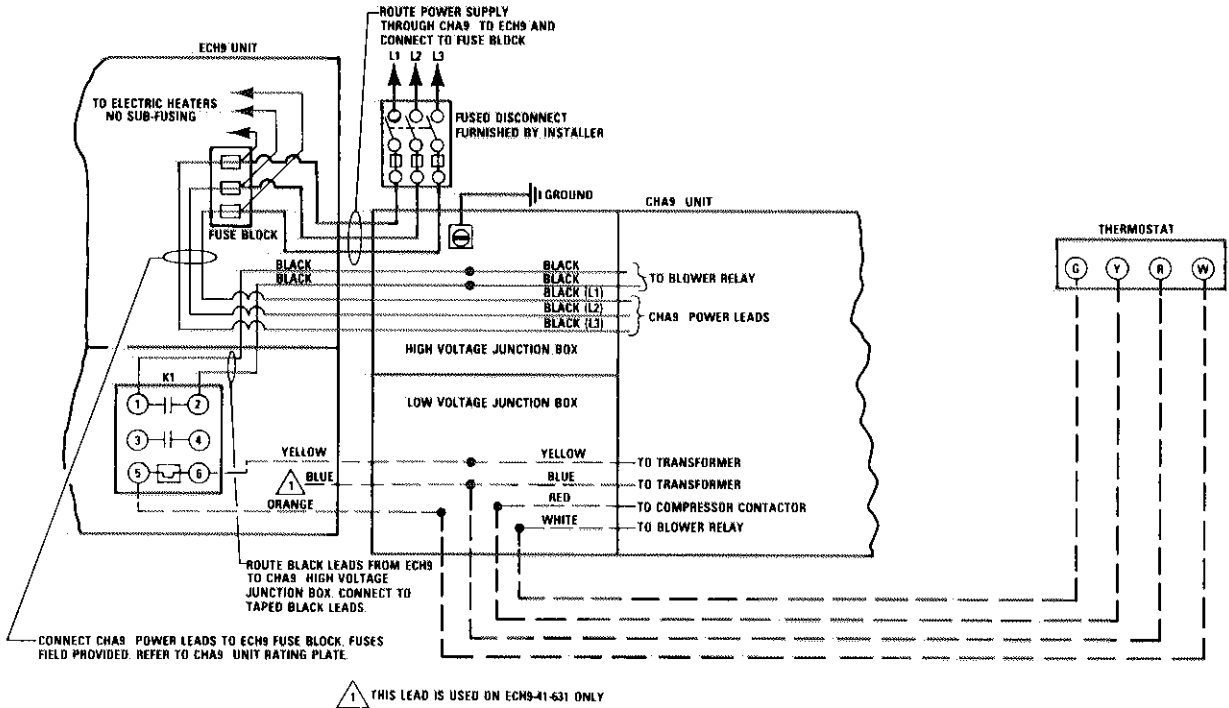 ROUTE POWER SUPPLY
THROUGH CHA9 TO ECH9 AND
CONNECT TO FUSE BLOCK
ECH9 UNIT
L1 L2 L3
TO ELECTRIC HEATERS
NO SUB-FUSING
FUSED DISCONNECT
FURNISHED BY INSTALLER
GROUND
CHA9 UNIT
FUSE BLOCK
THERMOSTAT
G Y R W
BLACK
BLACK
BLACK
BLACK
TO BLOWER RELAY
BLACK (L1)
BLACK (L2)
BLACK (L3)
CHA9 POWER LEADS
HIGH VOLTAGE JUNCTION BOX
K1
1 2
3 4
5 6
LOW VOLTAGE JUNCTION BOX
YELLOW
YELLOW
TO TRANSFORMER
1
BLUE
BLUE
TO TRANSFORMER
ORANGE
RED
TO COMPRESSOR CONTACTOR
WHITE
TO BLOWER RELAY
ROUTE BLACK LEADS FROM ECH9
TO CHA9 HIGH VOLTAGE
JUNCTION BOX. CONNECT TO
TAPED BLACK LEADS.
CONNECT CHA9 POWER LEADS TO ECH9 FUSE BLOCK. FUSES
FIELD PROVIDED. REFER TO CHA9 UNIT RATING PLATE.
1 THIS LEAD IS USED ON ECH9-41-631 ONLY